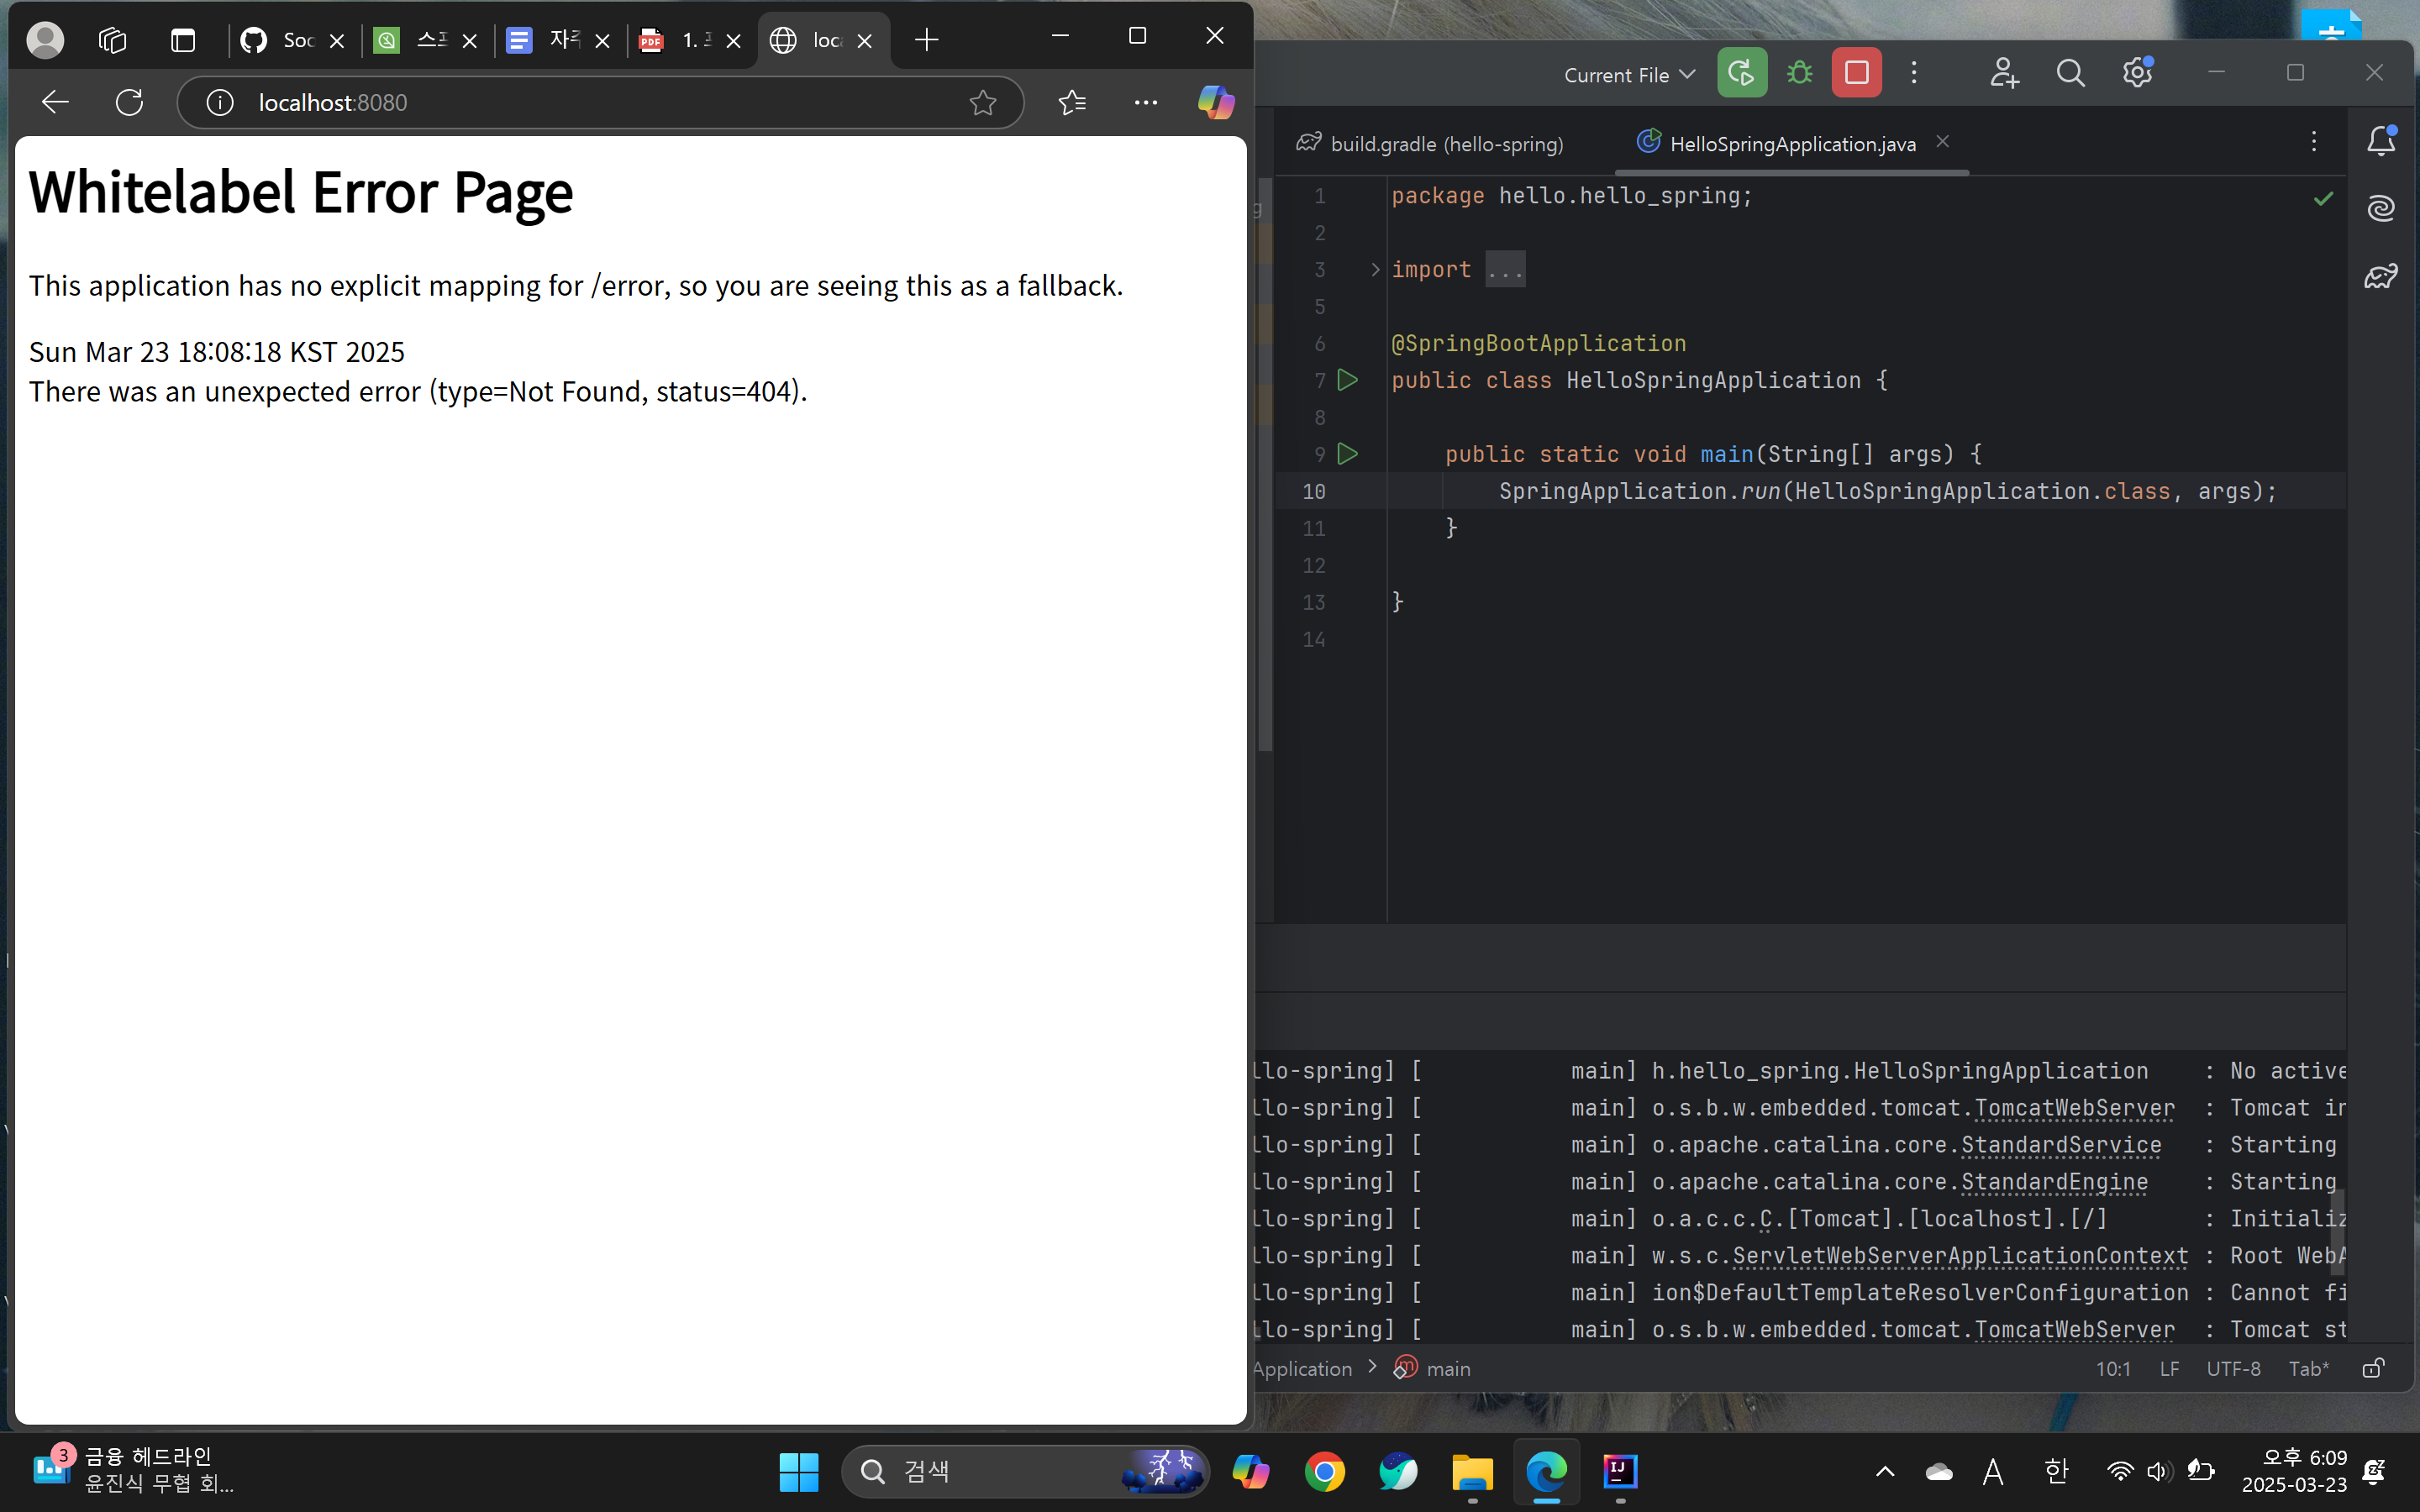 Soc
스프
자주
1. 프
loc
localhost:8080
Whitelabel Error Page
This application has no explicit mapping for /error, so you are seeing this as a fallback.
Sun Mar 23 18:08:18 KST 2025
There was an unexpected error (type=Not Found, status=404).
Current File
build.gradle (hello-spring)
HelloSpringApplication.java
1 package hello.hello_spring;
2
3 import ...
5
6 @SpringBootApplication
7 public class HelloSpringApplication {
8
9 public static void main(String[] args) {
10 SpringApplication.run(HelloSpringApplication.class, args);
11 }
12
13 }
14
llo-spring] [ main] h.hello_spring.HelloSpringApplication : No active
llo-spring] [ main] o.s.b.w.embedded.tomcat.TomcatWebServer : Tomcat in
llo-spring] [ main] o.apache.catalina.core.StandardService : Starting
llo-spring] [ main] o.apache.catalina.core.StandardEngine : Starting
llo-spring] [ main] o.a.c.c.C.[Tomcat].[localhost].[/] : Initializ
llo-spring] [ main] w.s.c.ServletWebServerApplicationContext : Root WebA
llo-spring] [ main] ion$DefaultTemplateResolverConfiguration : Cannot fi
llo-spring] [ main] o.s.b.w.embedded.tomcat.TomcatWebServer : Tomcat st
Application > main
10:1 LF UTF-8 Tab*
3
금융 헤드라인
윤진식 무협 회...
검색
A 한
오후 6:09
2025-03-23